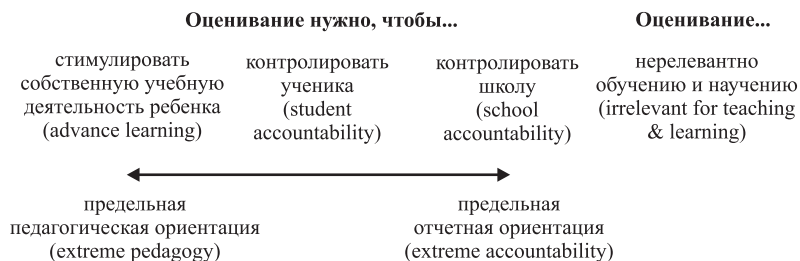 Оценивание нужно, чтобы...
Оценивание...
стимулировать
собственную учебную
деятельность ребенка
(advance learning)
контролировать
ученика
(student
accountability)
контролировать
школу
(school
accountability)
нерелевантно
обучению и научению
(irrelevant for teaching
& learning)
предельная
педагогическая ориентация
(extreme pedagogy)
предельная
отчетная ориентация
(extreme accountability)